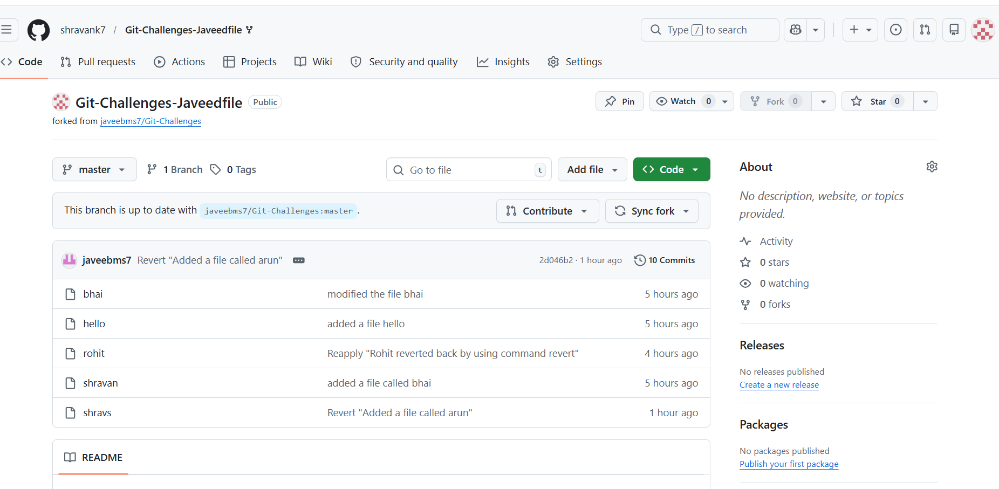 shravank7 / Git-Challenges-Javeedfile
Type / to search
Code Pull requests Actions Projects Wiki Security and quality Insights Settings
Git-Challenges-Javeedfile Public
Pin Watch 0 Fork 0 Star 0
forked from javeebms7/Git-Challenges
master 1 Branch 0 Tags
Go to file t
Add file
Code
This branch is up to date with javeebms7/Git-Challenges:master .
Contribute Sync fork
javeebms7 Revert "Added a file called arun" 2d046b2 · 1 hour ago 10 Commits
bhai modified the file bhai 5 hours ago
hello added a file hello 5 hours ago
rohit Reapply "Rohit reverted back by using command revert" 4 hours ago
shravan added a file called bhai 5 hours ago
shravs Revert "Added a file called arun" 1 hour ago
README
About
No description, website, or topics
provided.
Activity
0 stars
0 watching
0 forks
Releases
No releases published
Create a new release
Packages
No packages published
Publish your first package